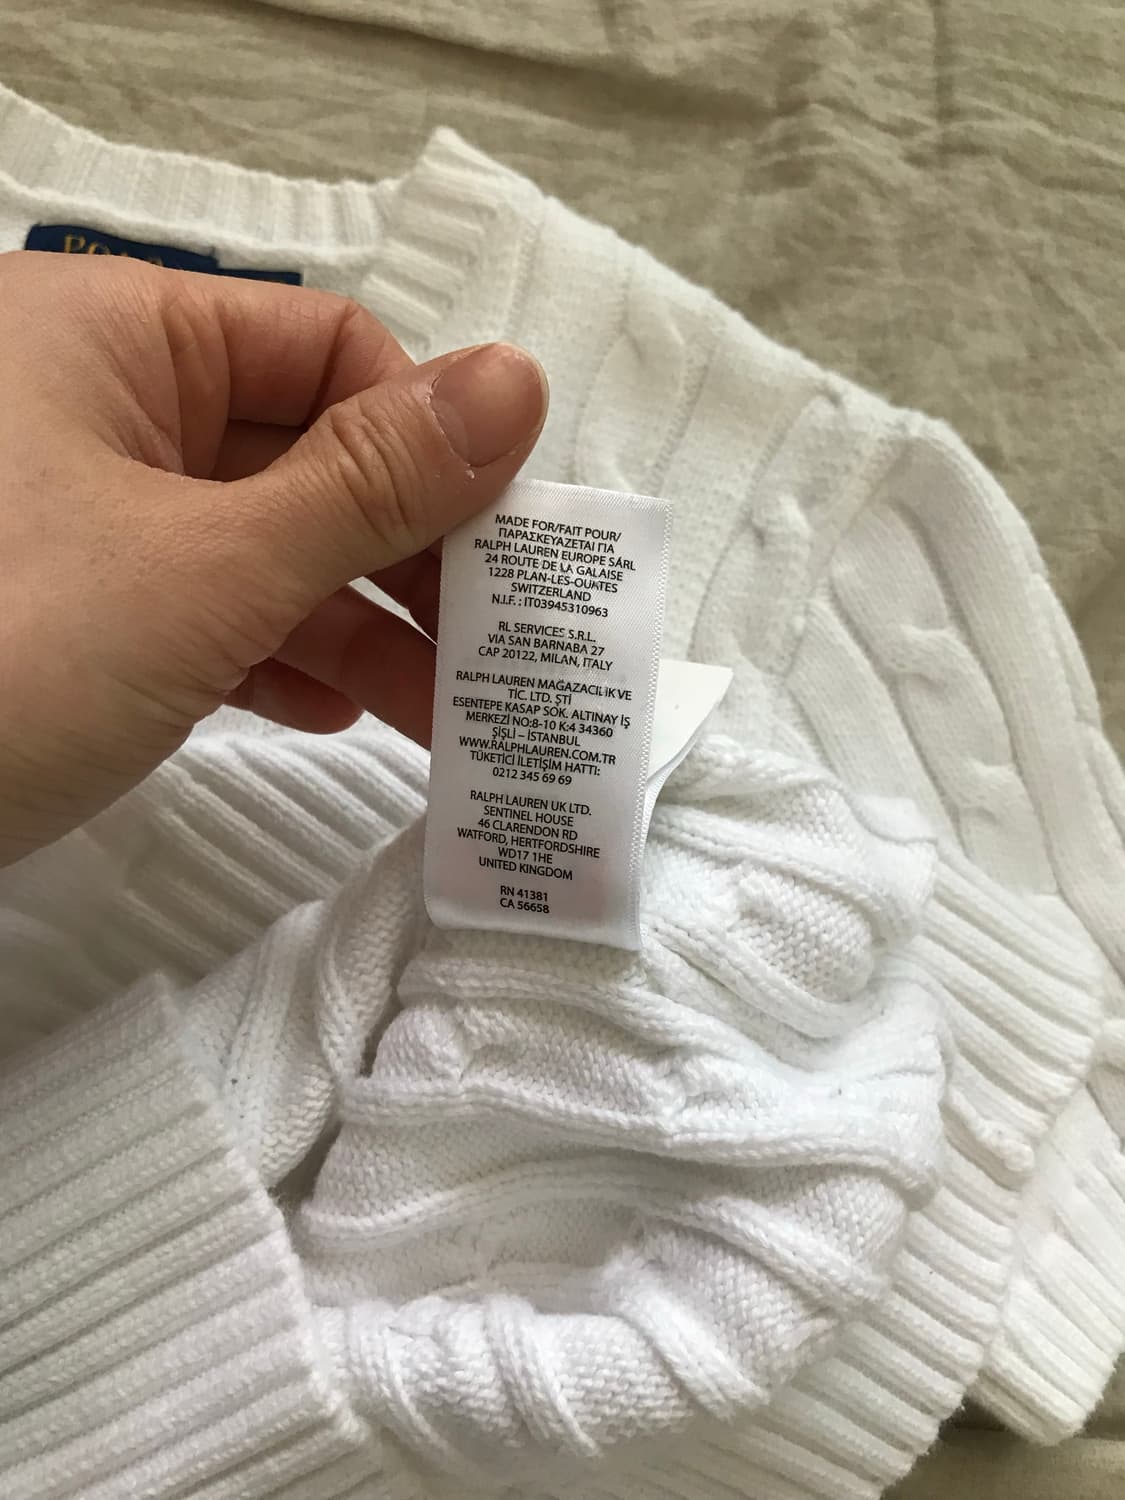 MADE FOR/FAIT POUR/
ΠΑΡΑΣΚΕΥΑΖΕΤΑΙ ΓΙΑ
RALPH LAUREN EUROPE SÁRL
24 ROUTE DE LA GALAISE
1228 PLAN-LES-OUATES
SWITZERLAND
N.I.F. : IT03945310963
RL SERVICES S.R.L.
VIA SAN BARNABA 27
CAP 20122, MILAN, ITALY
RALPH LAUREN MAĞAZACILIK VE
TİC. LTD. ŞTİ
ESENTEPE KASAP SOK. ALTINAY İŞ
MERKEZİ NO:8-10 K:4 34360
ŞİŞLİ – İSTANBUL
WWW.RALPHLAUREN.COM.TR
TÜKETİCİ İLETİŞİM HATTI:
0212 345 69 69
RALPH LAUREN UK LTD.
SENTINEL HOUSE
46 CLARENDON RD
WATFORD, HERTFORDSHIRE
WD17 1HE
UNITED KINGDOM
RN 41381
CA 56658